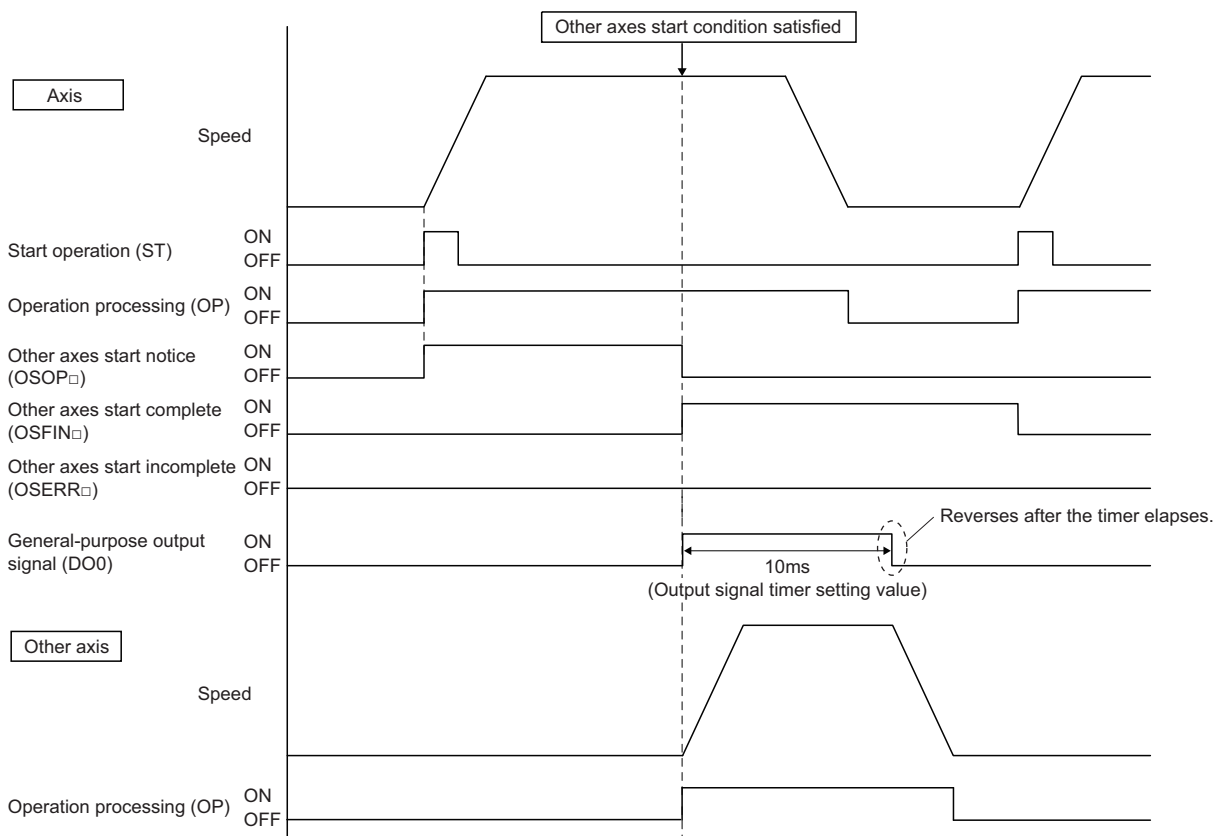 Other axes start condition satisfied
Axis
Speed
Start operation (ST)
ON
OFF
Operation processing (OP)
ON
OFF
Other axes start notice
(OSOP□)
ON
OFF
Other axes start complete
(OSFIN□)
ON
OFF
Other axes start incomplete
(OSERR□)
ON
OFF
General-purpose output
signal (DO0)
ON
OFF
Reverses after the timer elapses.
10ms
(Output signal timer setting value)
Other axis
Speed
Operation processing (OP)
ON
OFF